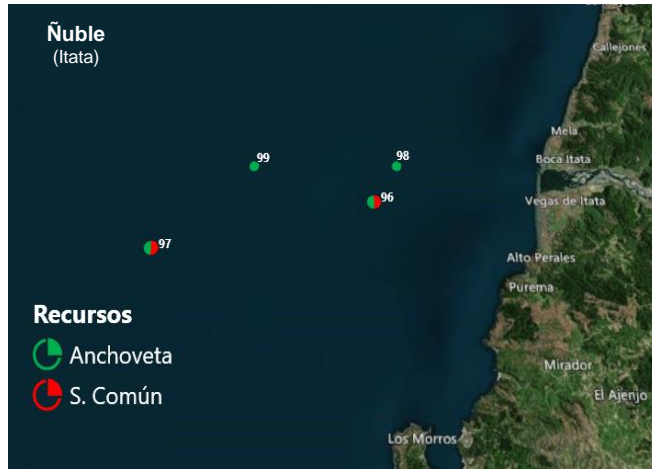 Ñuble
(Itata)
Callejones
Mela
99
98
Boca Itata
96
Vegas de Itata
97
Alto Perales
Purema
Recursos
Anchoveta
Mirador
S. Común
El Ajenjo
Los Morros